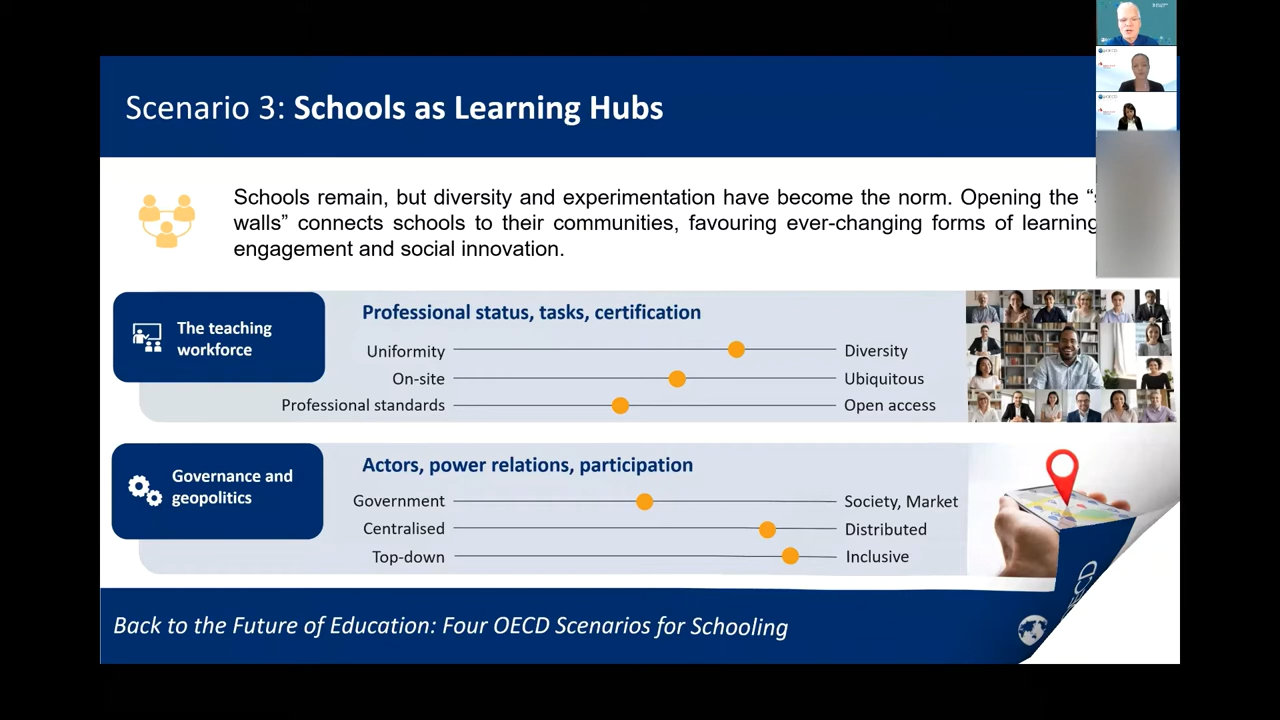 Scenario 3: Schools as Learning Hubs
Schools remain, but diversity and experimentation have become the norm. Opening the “
walls” connects schools to their communities, favouring ever-changing forms of learning
engagement and social innovation.
The teaching
workforce
Professional status, tasks, certification
Uniformity
Diversity
On-site
Ubiquitous
Professional standards
Open access
Governance and
geopolitics
Actors, power relations, participation
Government
Society, Market
Centralised
Distributed
Top-down
Inclusive
Back to the Future of Education: Four OECD Scenarios for Schooling